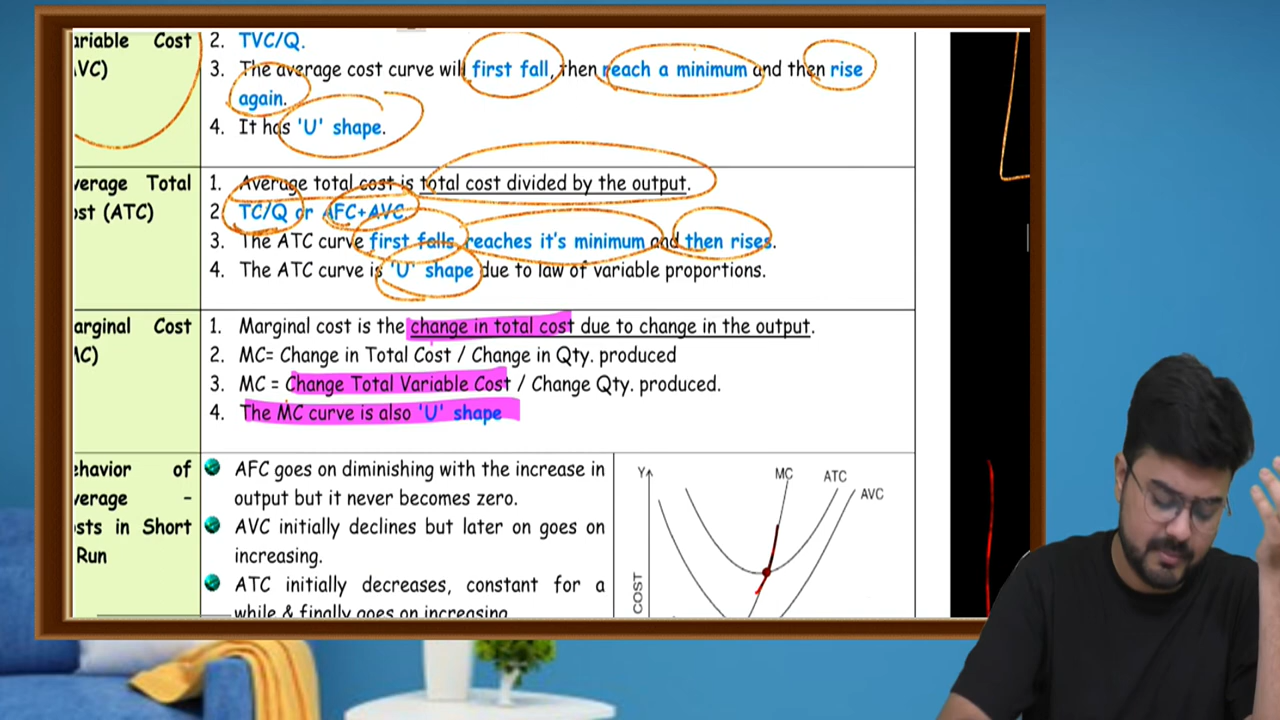 ariable Cost
VC)
2. TVC/Q.
3. The average cost curve will first fall, then reach a minimum and then rise
again.
4. It has 'U' shape.
verage Total
st (ATC)
1. Average total cost is total cost divided by the output.
2 TC/Q or AFC+AVC
3. The ATC curve first falls, reaches it's minimum and then rises.
4. The ATC curve is 'U' shape due to law of variable proportions.
arginal Cost
C)
1. Marginal cost is the change in total cost due to change in the output.
2. MC= Change in Total Cost / Change in Qty. produced
3. MC = Change Total Variable Cost / Change Qty. produced.
4. The MC curve is also 'U' shape
ehavior of
verage -
sts in Short
Run
AFC goes on diminishing with the increase in
output but it never becomes zero.
AVC initially declines but later on goes on
increasing.
ATC initially decreases, constant for a
while & finally goes on increasing
Y
MC
ATC
AVC
COST